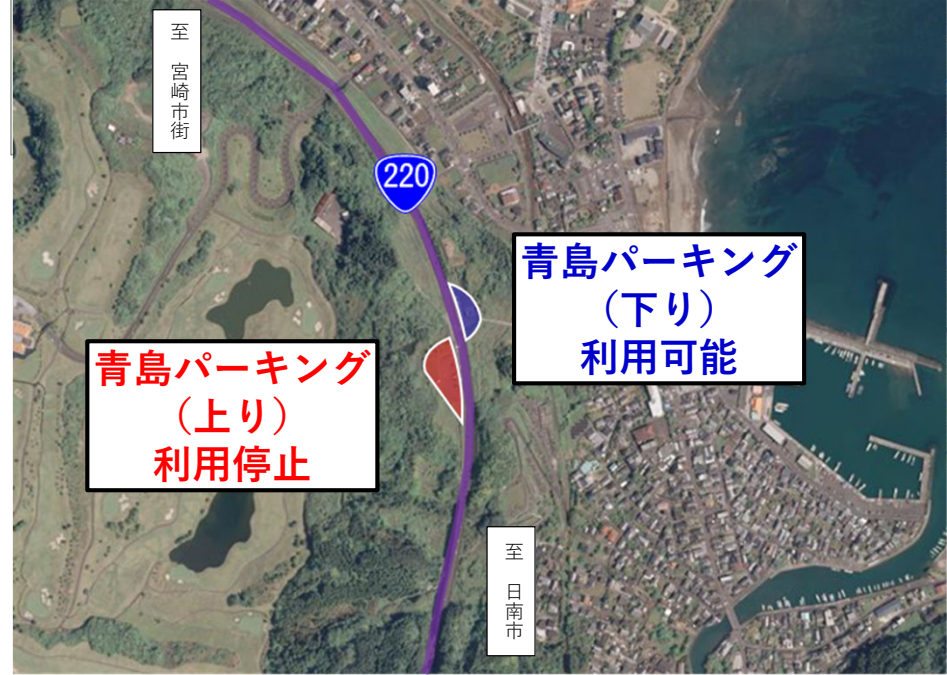 至 宮崎市街
220
青島パーキング
（下り）
利用可能
青島パーキング
（上り）
利用停止
至 日南市